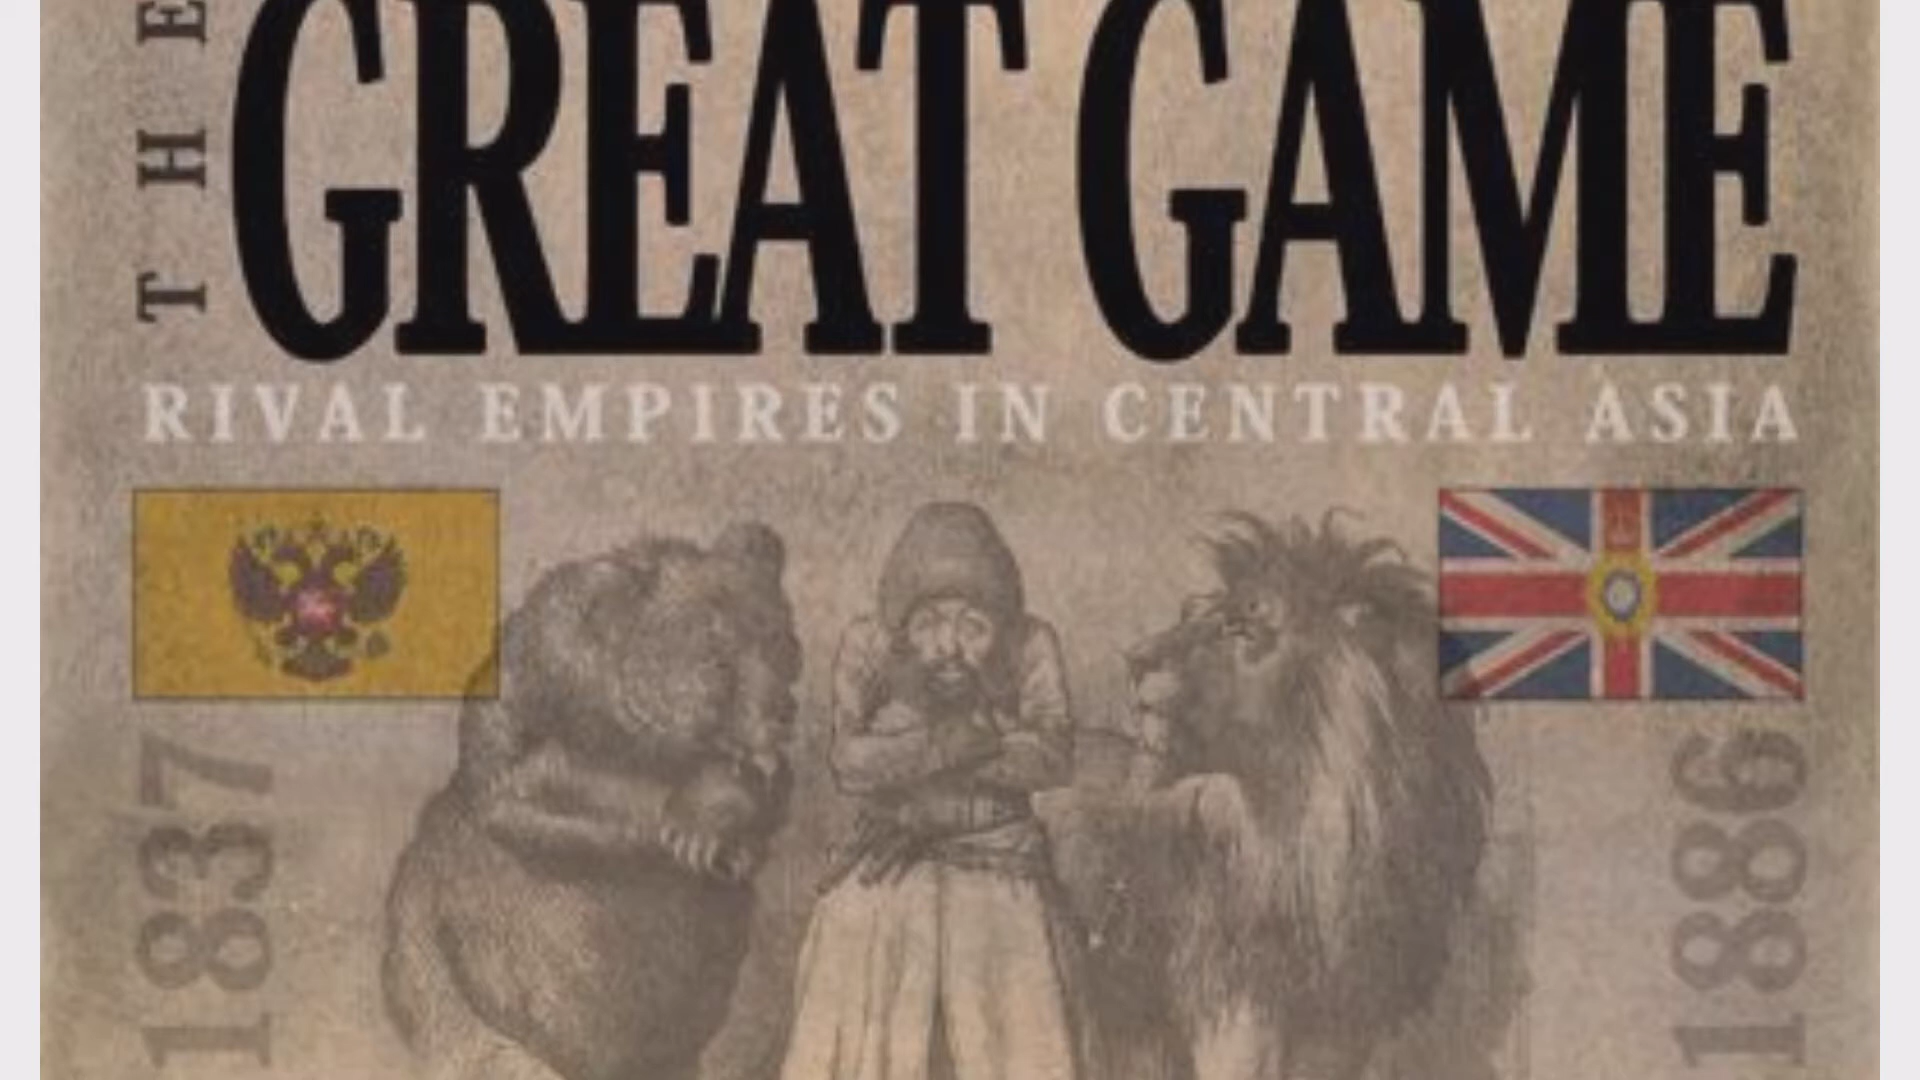 THE
GREAT GAME
RIVAL EMPIRES IN CENTRAL ASIA
1837
1886